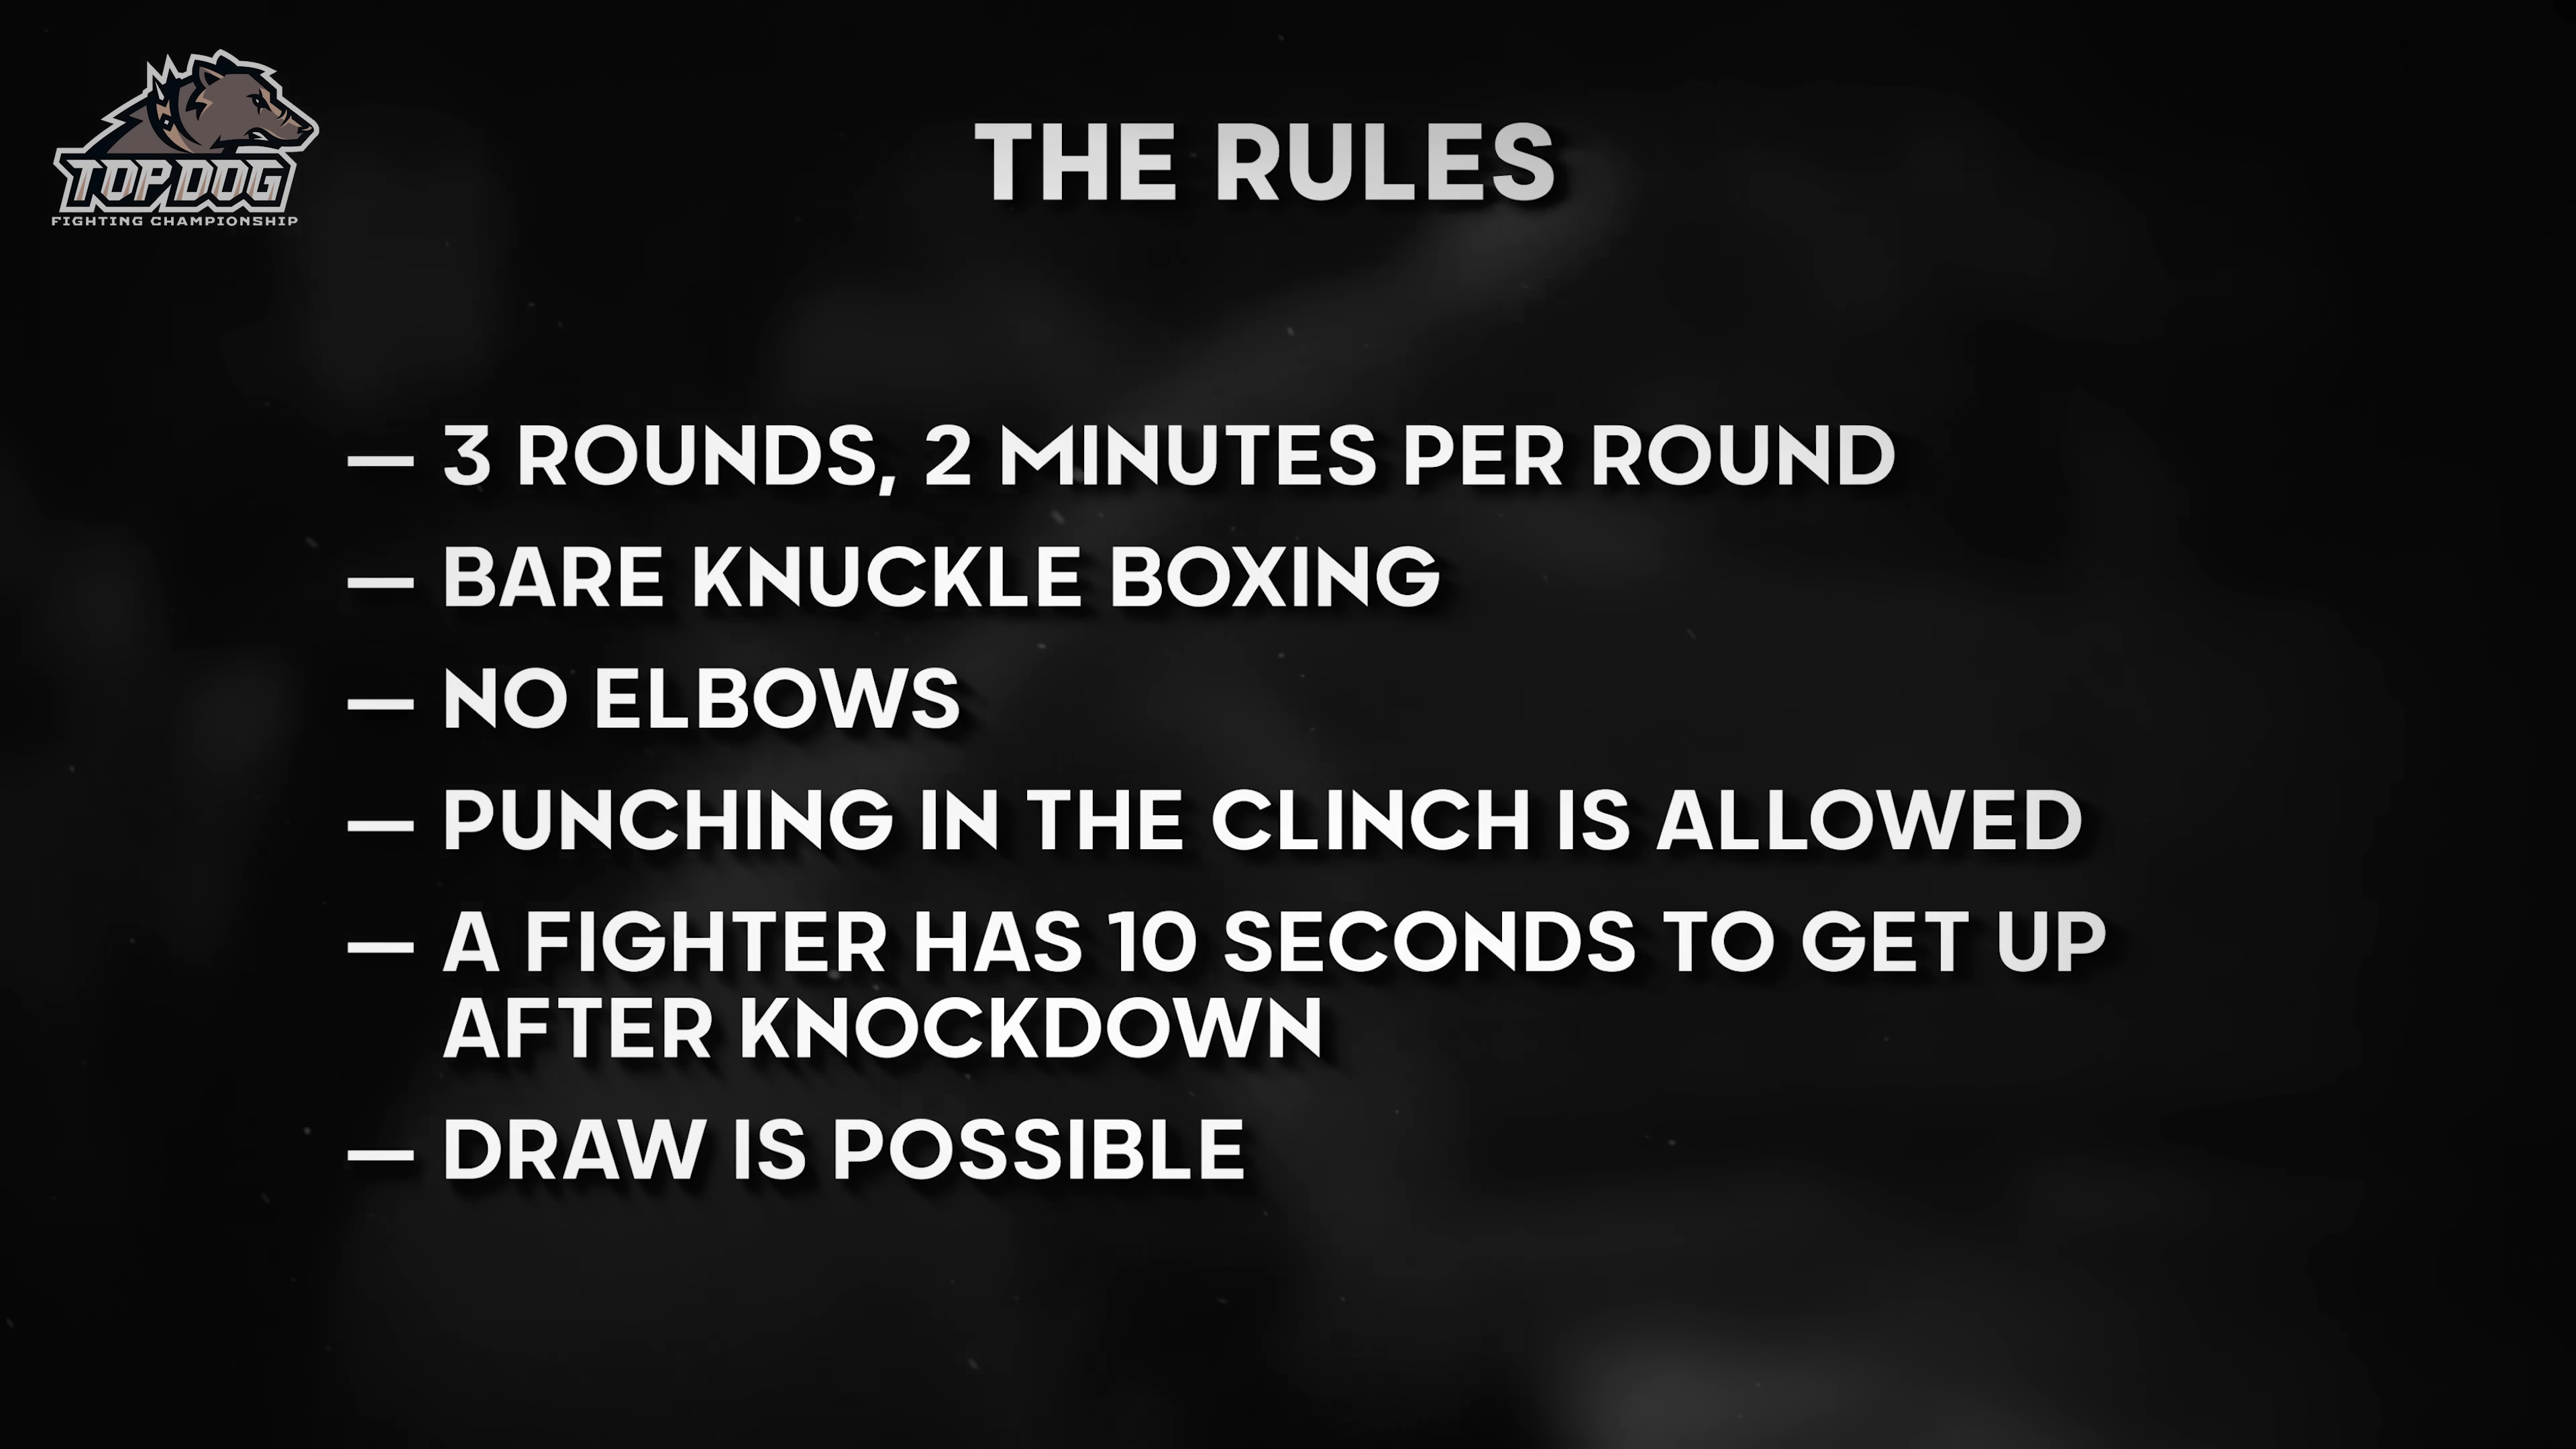 TOP DOG
FIGHTING CHAMPIONSHIP
THE RULES
— 3 ROUNDS, 2 MINUTES PER ROUND
— BARE KNUCKLE BOXING
— NO ELBOWS
— PUNCHING IN THE CLINCH IS ALLOWED
— A FIGHTER HAS 10 SECONDS TO GET UP
AFTER KNOCKDOWN
— DRAW IS POSSIBLE